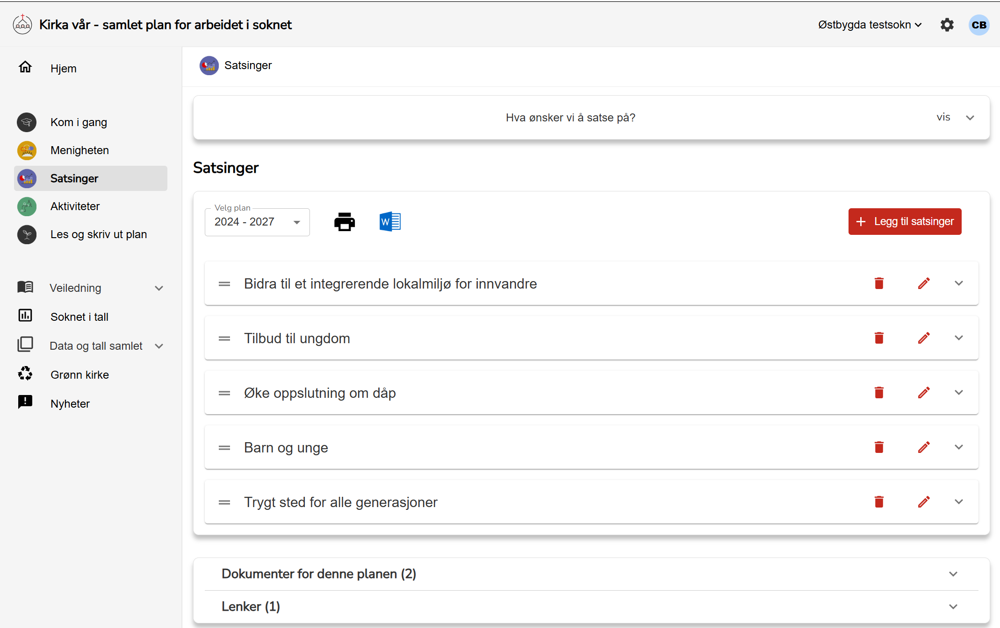 Kirka vår - samlet plan for arbeidet i soknet
Østbygda testsokn
CB
Hjem
Kom i gang
Menigheten
Satsinger
Aktiviteter
Les og skriv ut plan
Veiledning
Soknet i tall
Data og tall samlet
Grønn kirke
Nyheter
Satsinger
Hva ønsker vi å satse på?
vis
Satsinger
Velg plan
2024 - 2027
W
Legg til satsinger
Bidra til et integrerende lokalmiljø for innvandre
Tilbud til ungdom
Øke oppslutning om dåp
Barn og unge
Trygt sted for alle generasjoner
Dokumenter for denne planen (2)
Lenker (1)